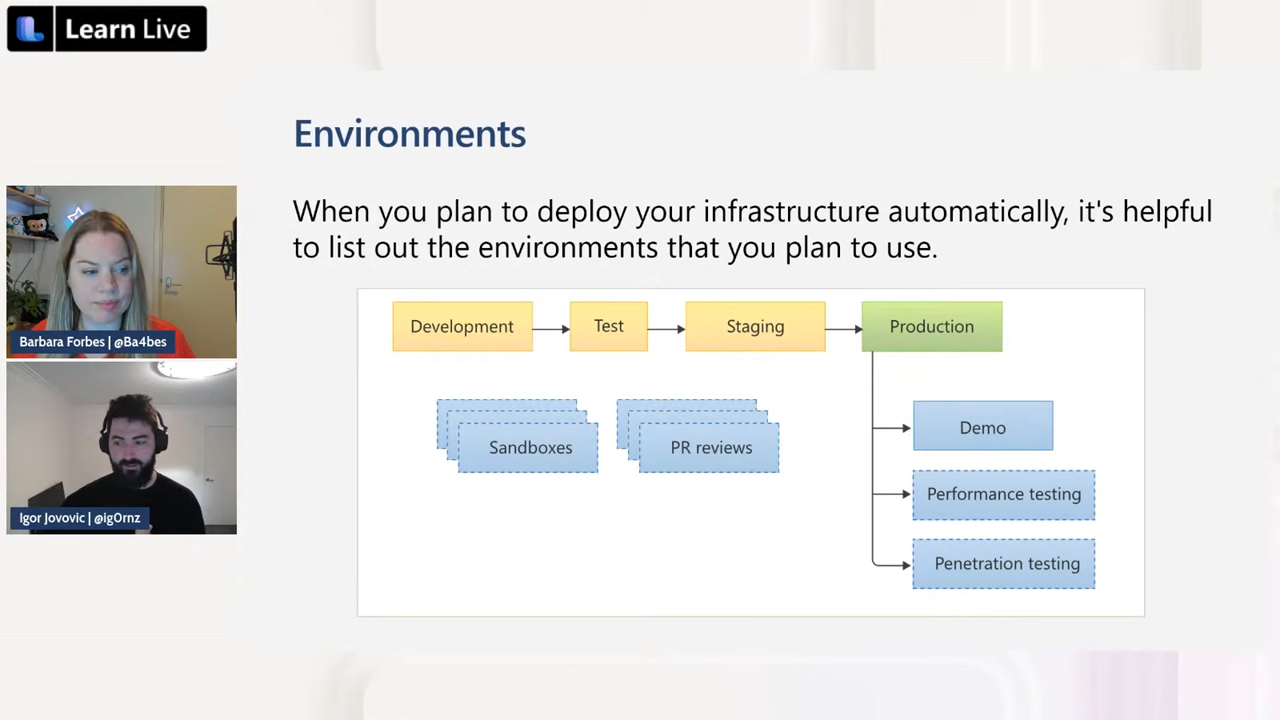 Learn Live
Environments
When you plan to deploy your infrastructure automatically, it's helpful
to list out the environments that you plan to use.
Development
Test
Staging
Production
Sandboxes
PR reviews
Demo
Performance testing
Penetration testing
Barbara Forbes | @Ba4bes
Igor Jovovic | @ig0rnz